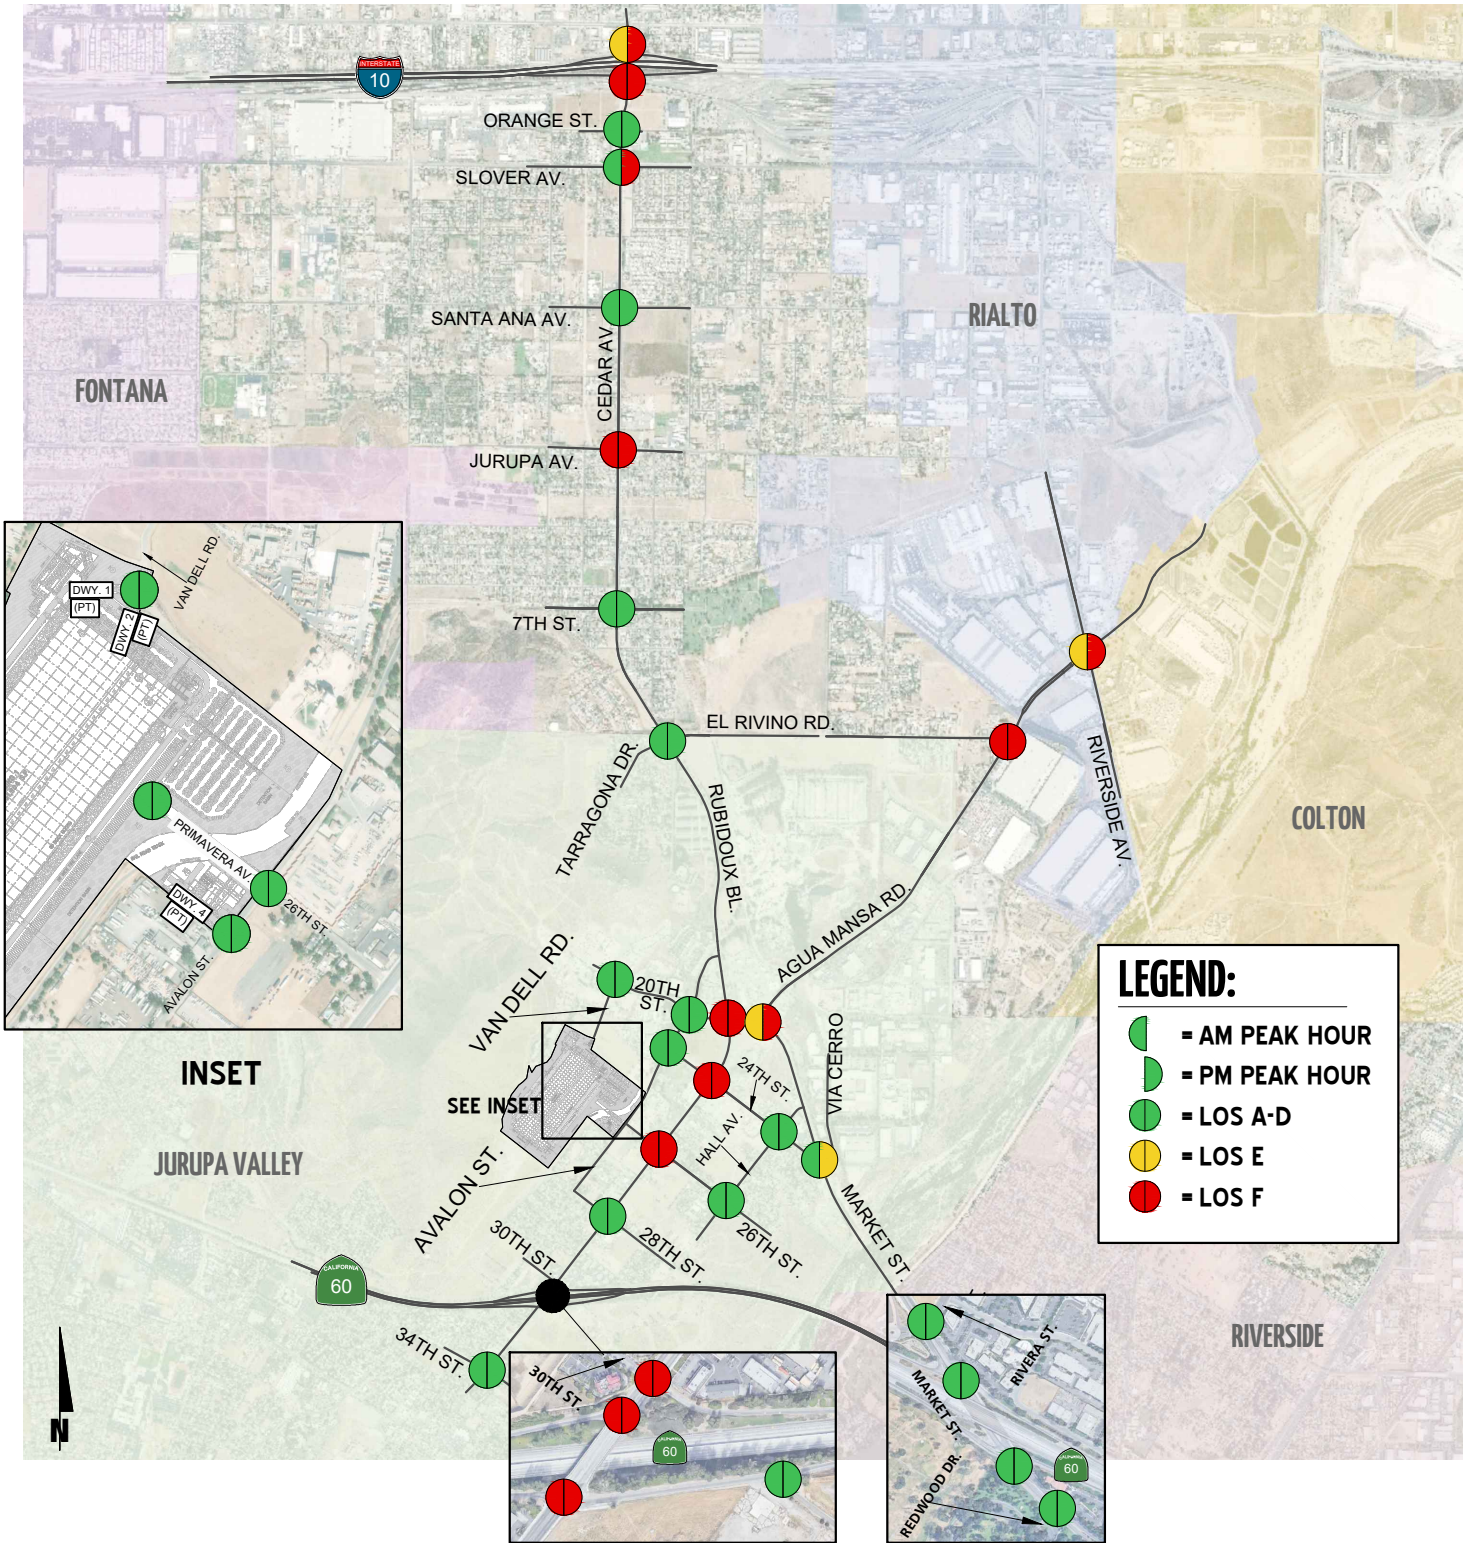 INTERSTATE
10
ORANGE ST.
SLOVER AV.
SANTA ANA AV.
CEDAR AV.
RIALTO
FONTANA
JURUPA AV.
7TH ST.
EL RIVINO RD.
TARRAGONA DR.
RUBIDOUX BL.
RIVERSIDE AV.
COLTON
AGUA MANSA RD.
VAN DELL RD.
DWY. 1
(PT)
DWY. 2
(PT)
PRIMAVERA AV.
26TH ST.
DWY. 4
(PT)
AVALON ST.
INSET
VAN DELL RD.
20TH
ST.
SEE INSET
24TH ST.
VIA CERRO
HALL AV.
JURUPA VALLEY
AVALON ST.
MARKET ST.
30TH ST.
28TH ST.
26TH ST.
CALIFORNIA
60
34TH ST.
RIVERSIDE
LEGEND:
= AM PEAK HOUR
= PM PEAK HOUR
= LOS A-D
= LOS E
= LOS F
N
30TH ST.
CALIFORNIA
60
RIVERA ST.
MARKET ST.
REDWOOD DR.
CALIFORNIA
60